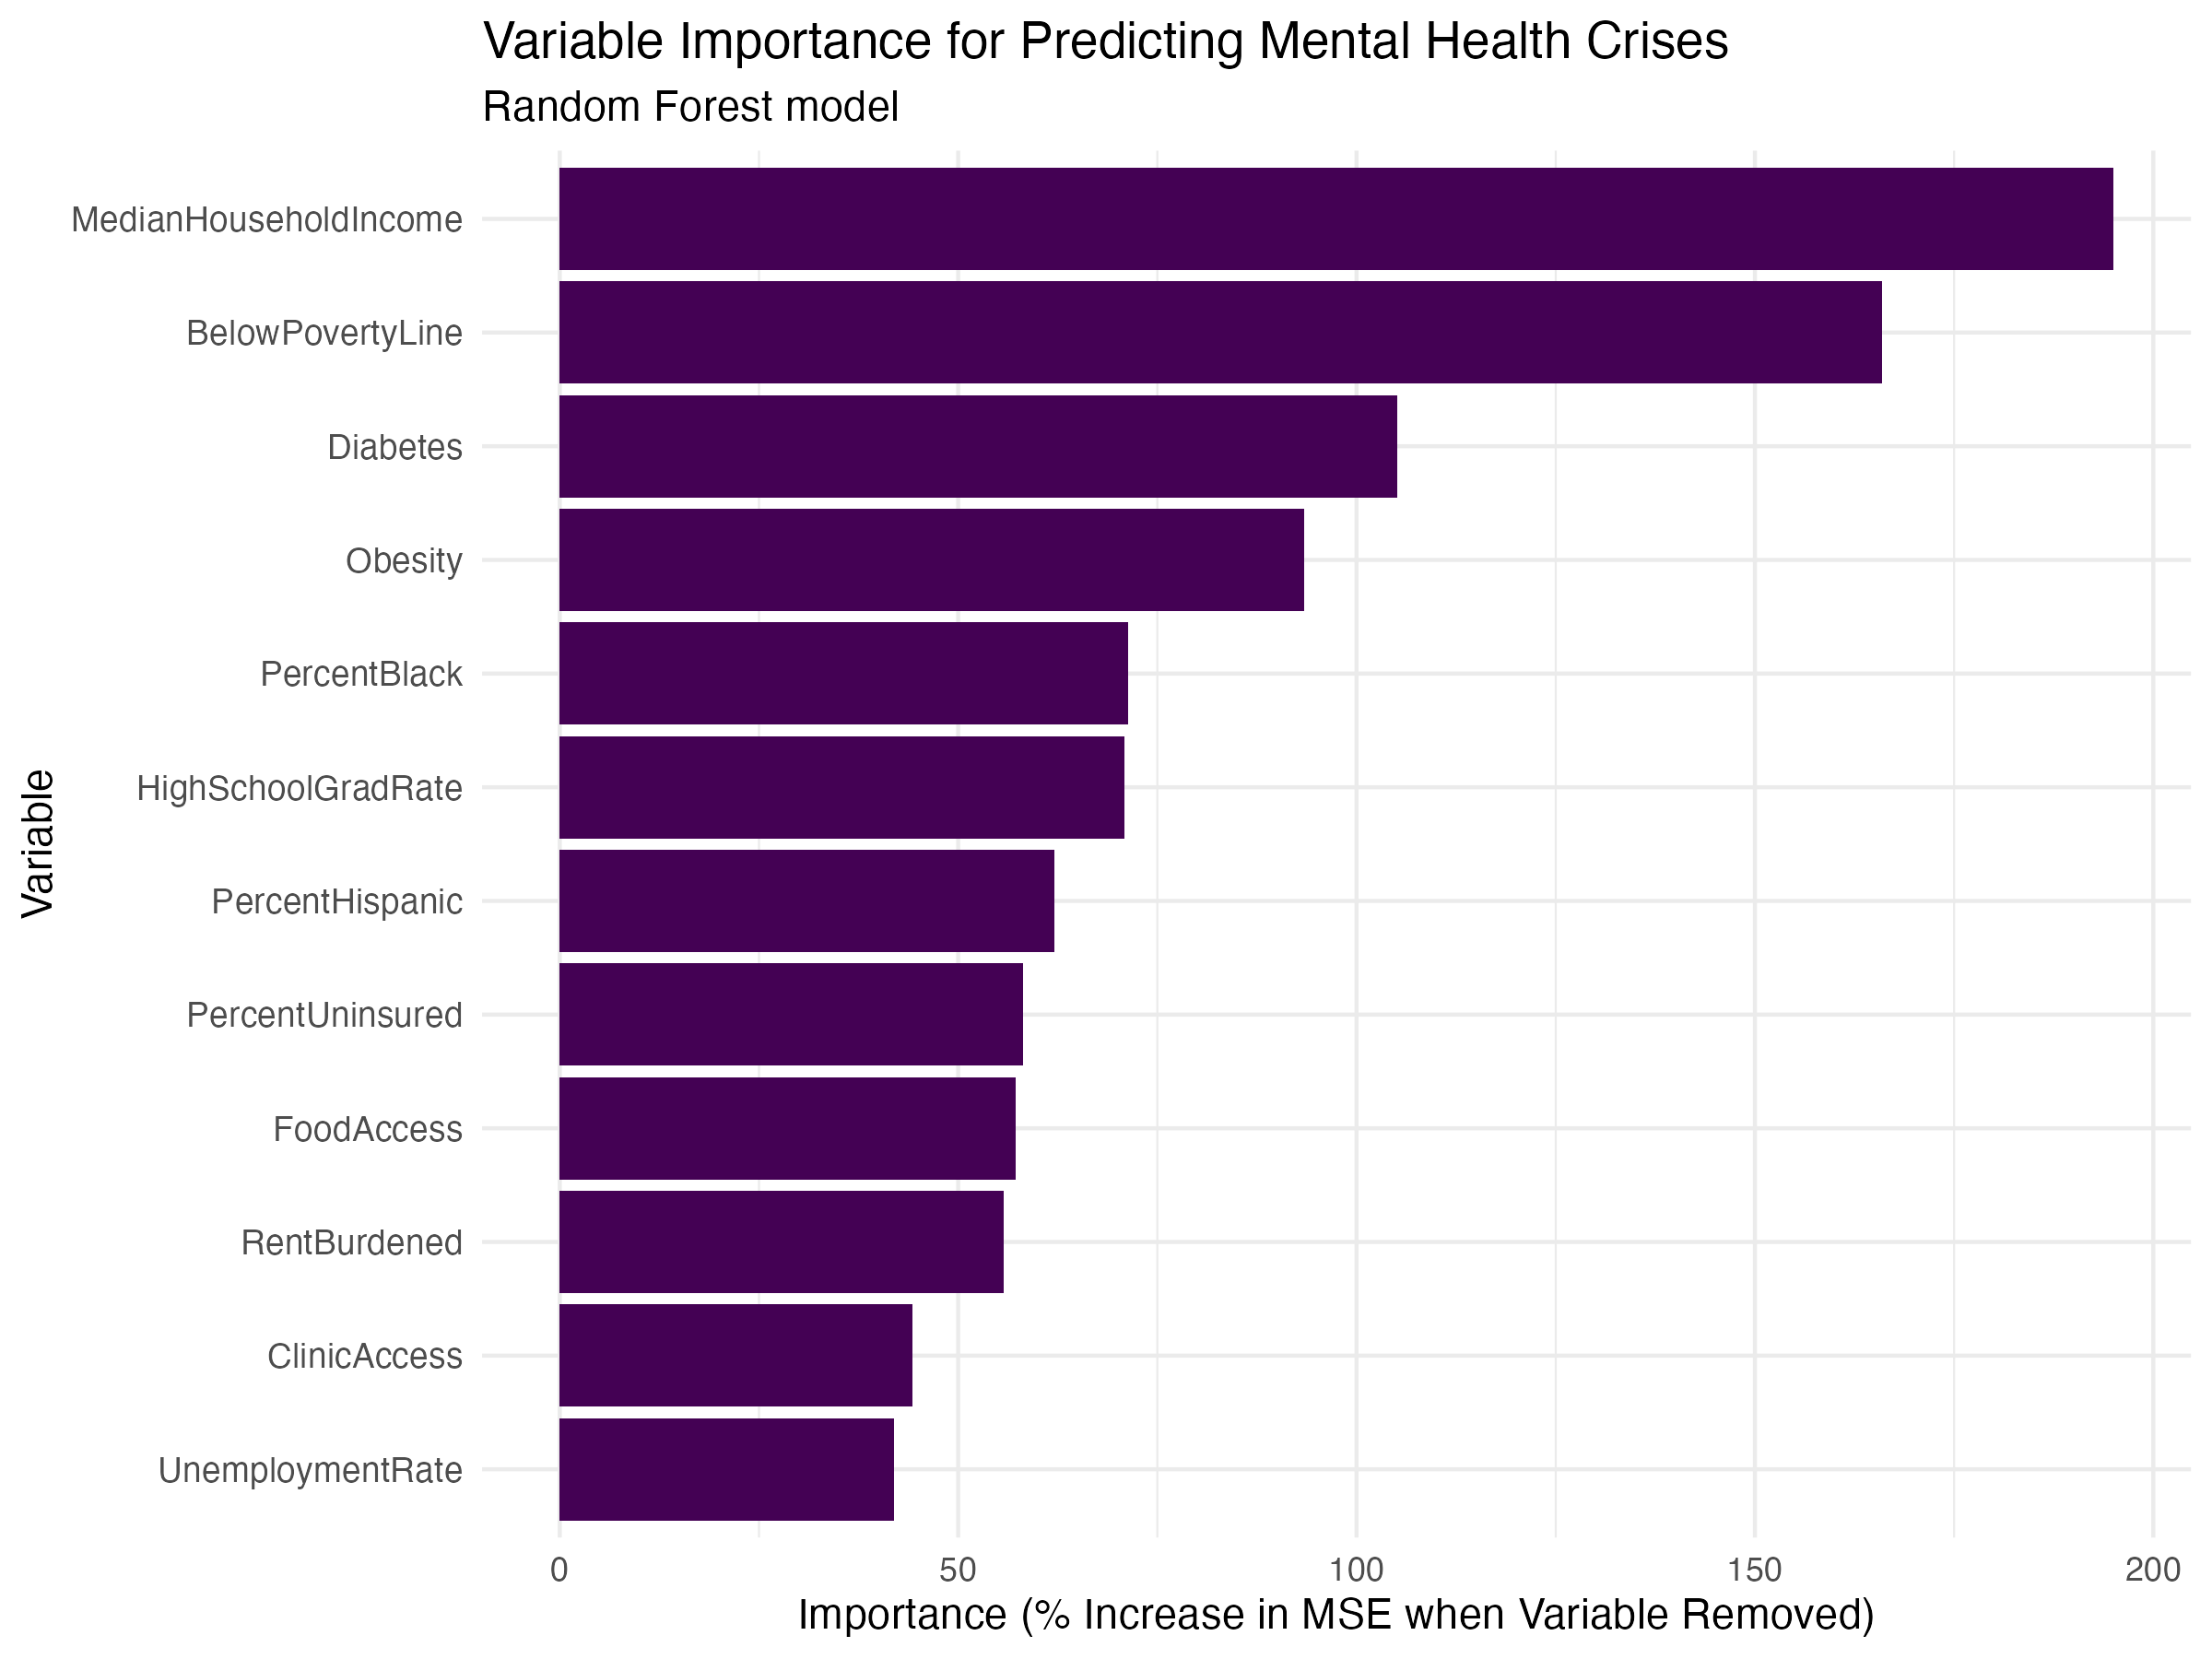 Variable Importance for Predicting Mental Health Crises
Random Forest model
Variable
MedianHouseholdIncome
BelowPovertyLine
Diabetes
Obesity
PercentBlack
HighSchoolGradRate
PercentHispanic
PercentUninsured
FoodAccess
RentBurdened
ClinicAccess
UnemploymentRate
0 50 100 150 200
Importance (% Increase in MSE when Variable Removed)